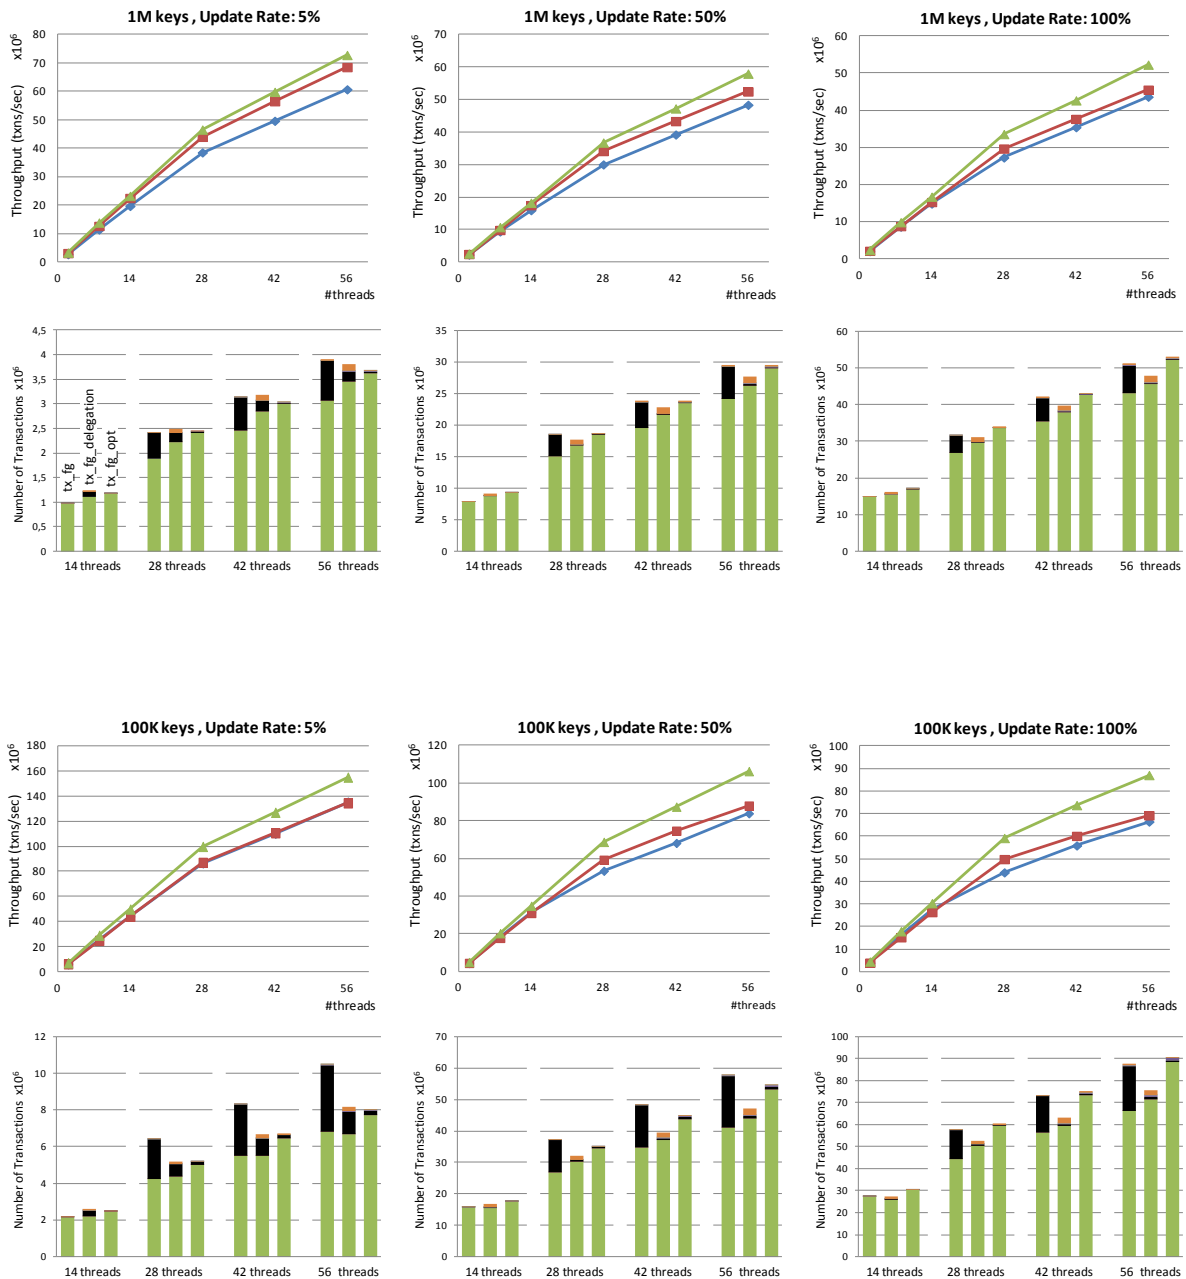 1M keys , Update Rate: 5%
x10⁶
Throughput (txns/sec)
80
70
60
50
40
30
20
10
0
0 14 28 42 56
#threads
1M keys , Update Rate: 50%
x10⁶
Throughput (txns/sec)
70
60
50
40
30
20
10
0
0 14 28 42 56
#threads
1M keys , Update Rate: 100%
x10⁶
Throughput (txns/sec)
60
50
40
30
20
10
0
0 14 28 42 56
#threads
Number of Transactions x10⁶
4,5
4
3,5
3
2,5
2
1,5
1
0,5
0
tx_fg
tx_fg_delegation
tx_fg_opt
14 threads 28 threads 42 threads 56 threads
Number of Transactions x10⁶
35
30
25
20
15
10
5
0
14 threads 28 threads 42 threads 56 threads
Number of Transactions x10⁶
60
50
40
30
20
10
0
14 threads 28 threads 42 threads 56 threads
100K keys , Update Rate: 5%
x10⁶
Throughput (txns/sec)
180
160
140
120
100
80
60
40
20
0
0 14 28 42 56
#threads
100K keys , Update Rate: 50%
x10⁶
Throughput (txns/sec)
120
100
80
60
40
20
0
0 14 28 42 56
#threads
100K keys , Update Rate: 100%
x10⁶
Throughput (txns/sec)
100
90
80
70
60
50
40
30
20
10
0
0 14 28 42 56
#threads
Number of Transactions x10⁶
12
10
8
6
4
2
0
14 threads 28 threads 42 threads 56 threads
Number of Transactions x10⁶
70
60
50
40
30
20
10
0
14 threads 28 threads 42 threads 56 threads
Number of Transactions x10⁶
100
90
80
70
60
50
40
30
20
10
0
14 threads 28 threads 42 threads 56 threads